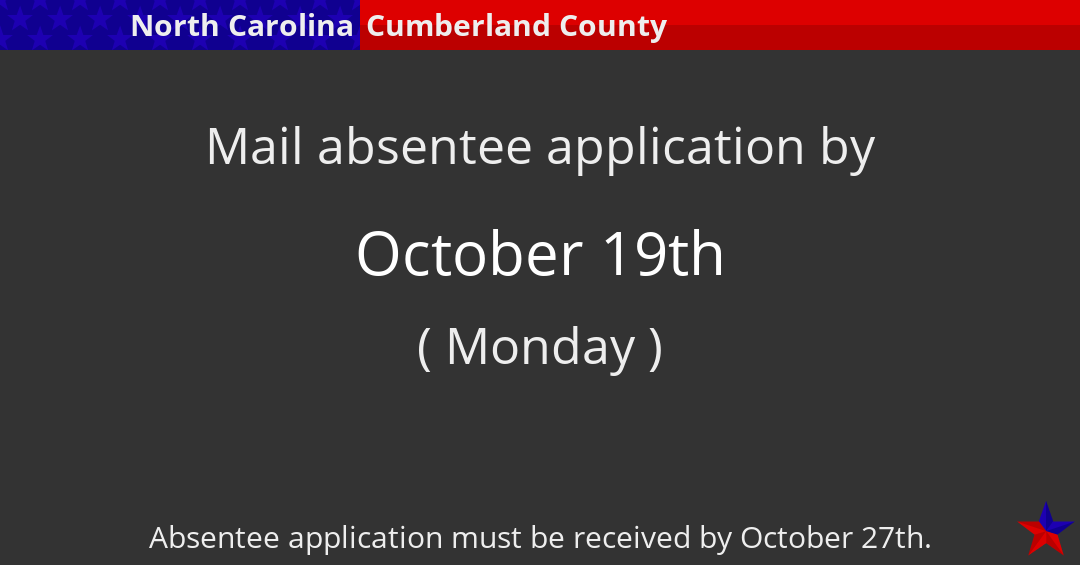 North Carolina Cumberland County
Mail absentee application by
October 19th
( Monday )
Absentee application must be received by October 27th.